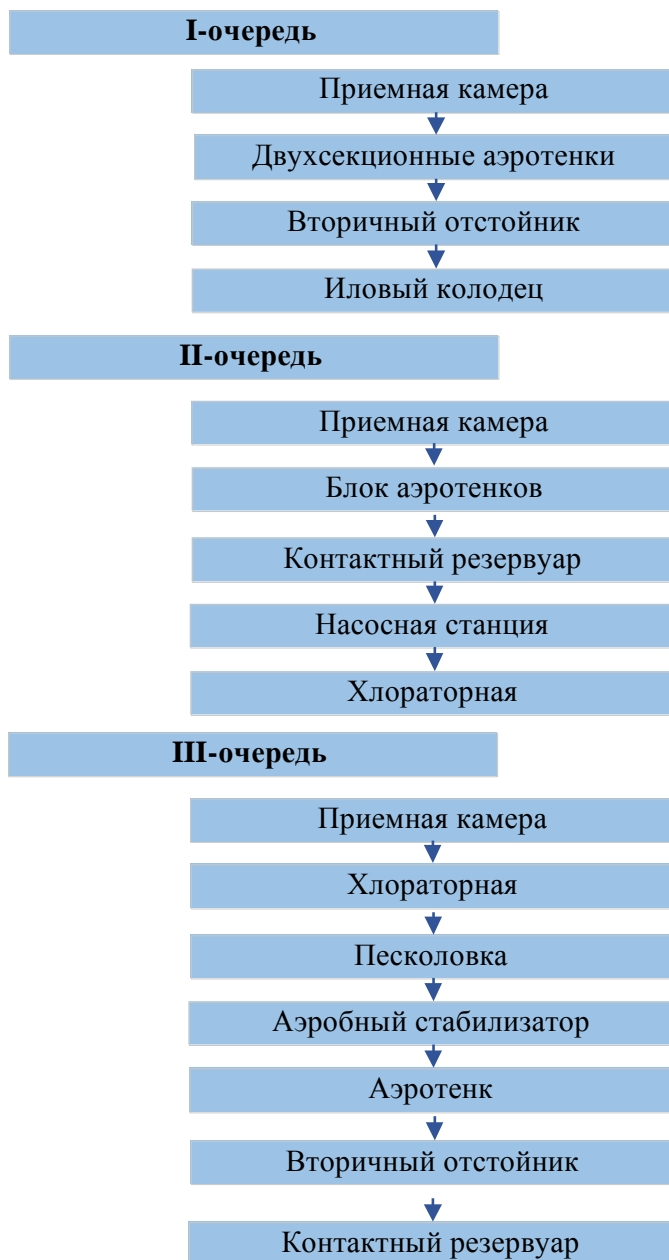 I-очередь
Приемная камера
Двухсекционные аэротенки
Вторичный отстойник
Иловый колодец
II-очередь
Приемная камера
Блок аэротенков
Контактный резервуар
Насосная станция
Хлораторная
III-очередь
Приемная камера
Хлораторная
Песколовка
Аэробный стабилизатор
Аэротенк
Вторичный отстойник
Контактный резервуар